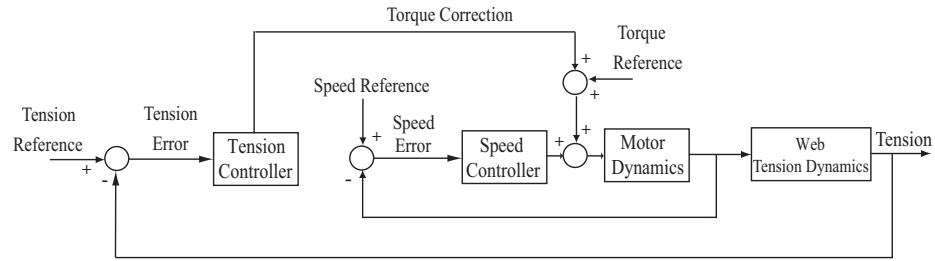 Torque Correction
Torque
Reference
+
+
Speed Reference
Tension
Reference
Tension
Error
+
-
Tension
Controller
+
-
Speed
Error
Speed
Controller
+
+
Motor
Dynamics
Web
Tension Dynamics
Tension